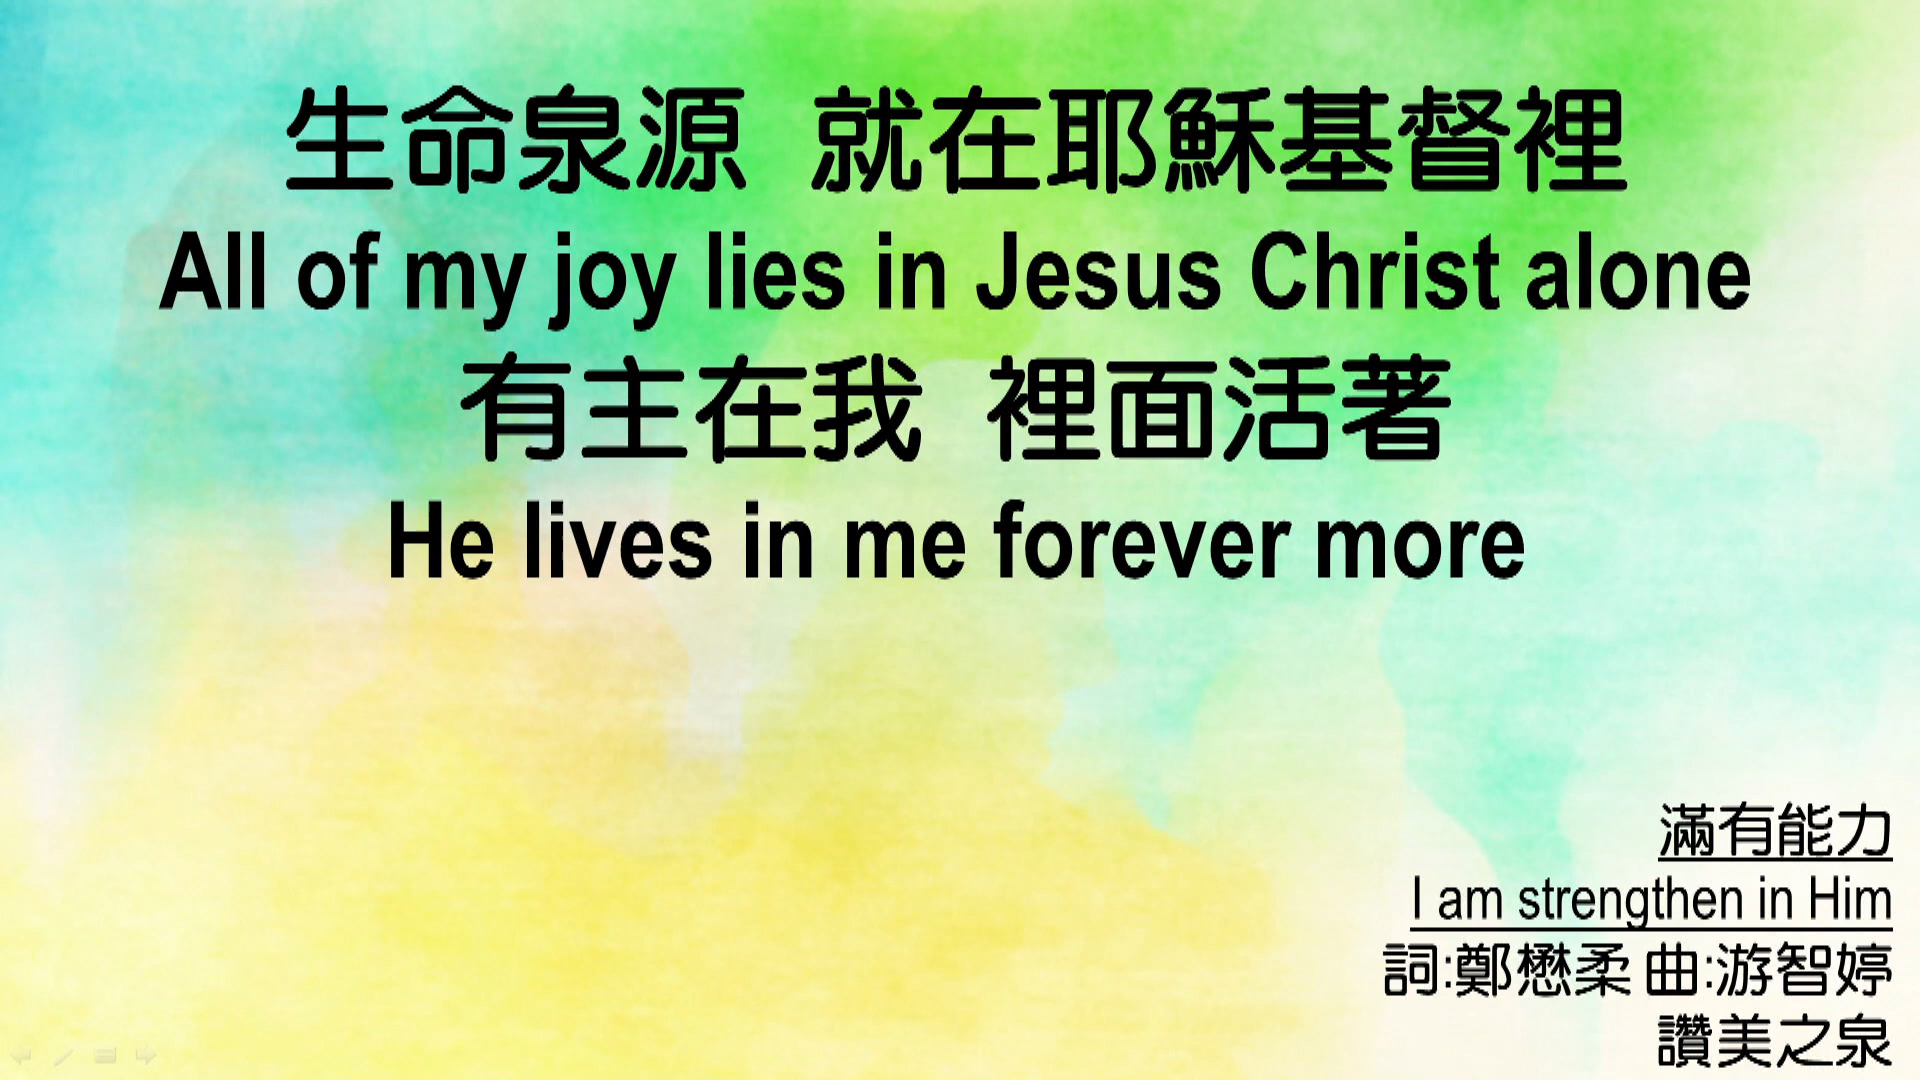 生命泉源 就在耶穌基督裡
All of my joy lies in Jesus Christ alone
有主在我 裡面活著
He lives in me forever more
滿有能力
I am strengthen in Him
詞:鄭懋柔 曲:游智婷
讚美之泉